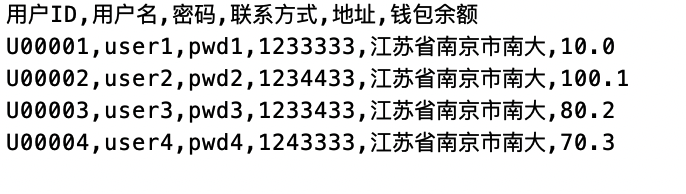 用户ID,用户名,密码,联系方式,地址,钱包余额
U00001,user1,pwd1,1233333,江苏省南京市南大,10.0
U00002,user2,pwd2,1234433,江苏省南京市南大,100.1
U00003,user3,pwd3,1233433,江苏省南京市南大,80.2
U00004,user4,pwd4,1243333,江苏省南京市南大,70.3